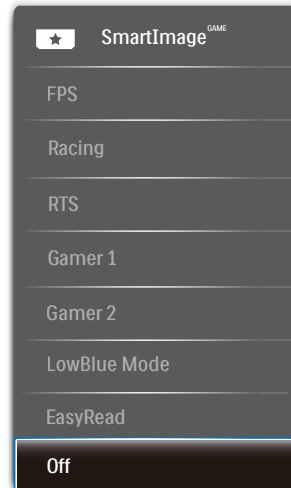 SmartImage GAME
FPS
Racing
RTS
Gamer 1
Gamer 2
LowBlue Mode
EasyRead
Off